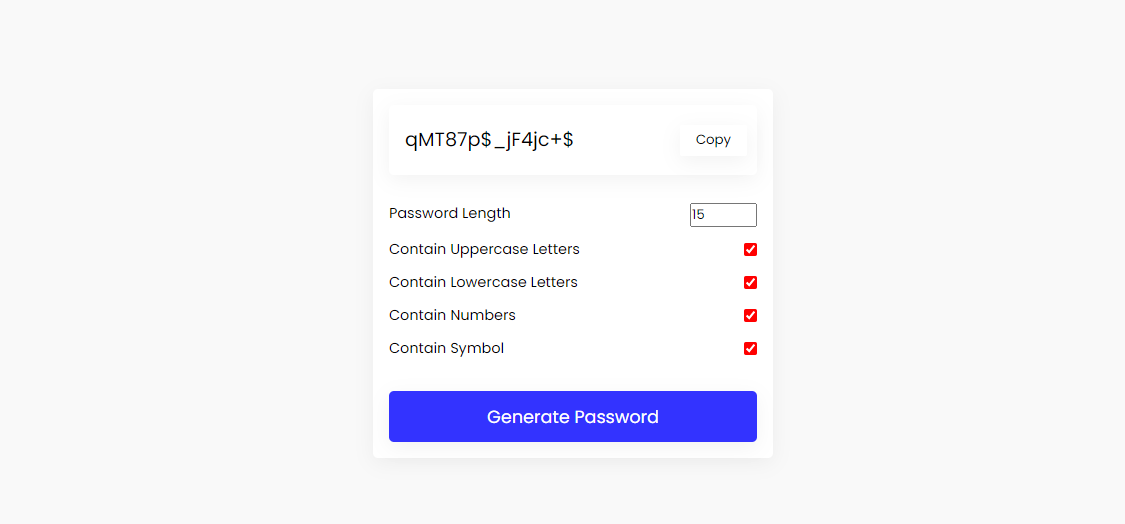 qMT87p$_jF4jc+$
Copy
Password Length
15
Contain Uppercase Letters
Contain Lowercase Letters
Contain Numbers
Contain Symbol
Generate Password